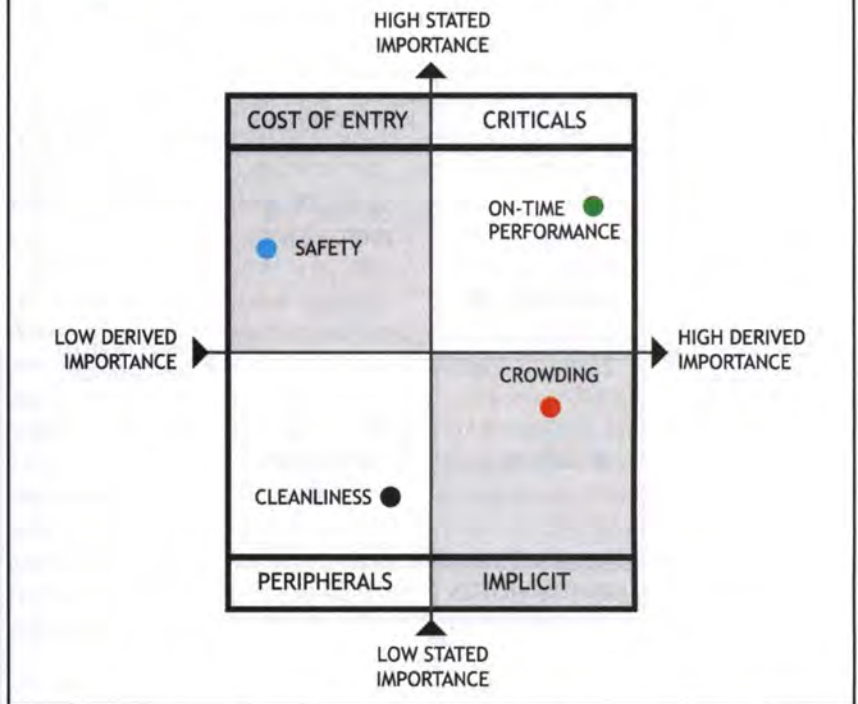 HIGH STATED
IMPORTANCE
COST OF ENTRY
CRITICALS
ON-TIME
PERFORMANCE
SAFETY
LOW DERIVED
IMPORTANCE
HIGH DERIVED
IMPORTANCE
CROWDING
CLEANLINESS
PERIPHERALS
IMPLICIT
LOW STATED
IMPORTANCE